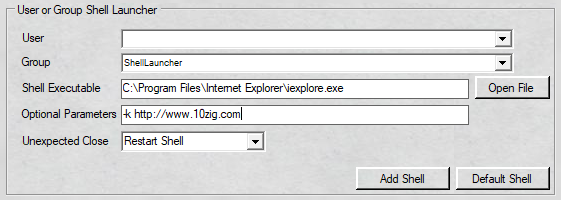 User or Group Shell Launcher
User
Group ShellLauncher
Shell Executable C:\Program Files\Internet Explorer\iexplore.exe Open File
Optional Parameters -k http://www.10zig.com
Unexpected Close Restart Shell
Add Shell Default Shell